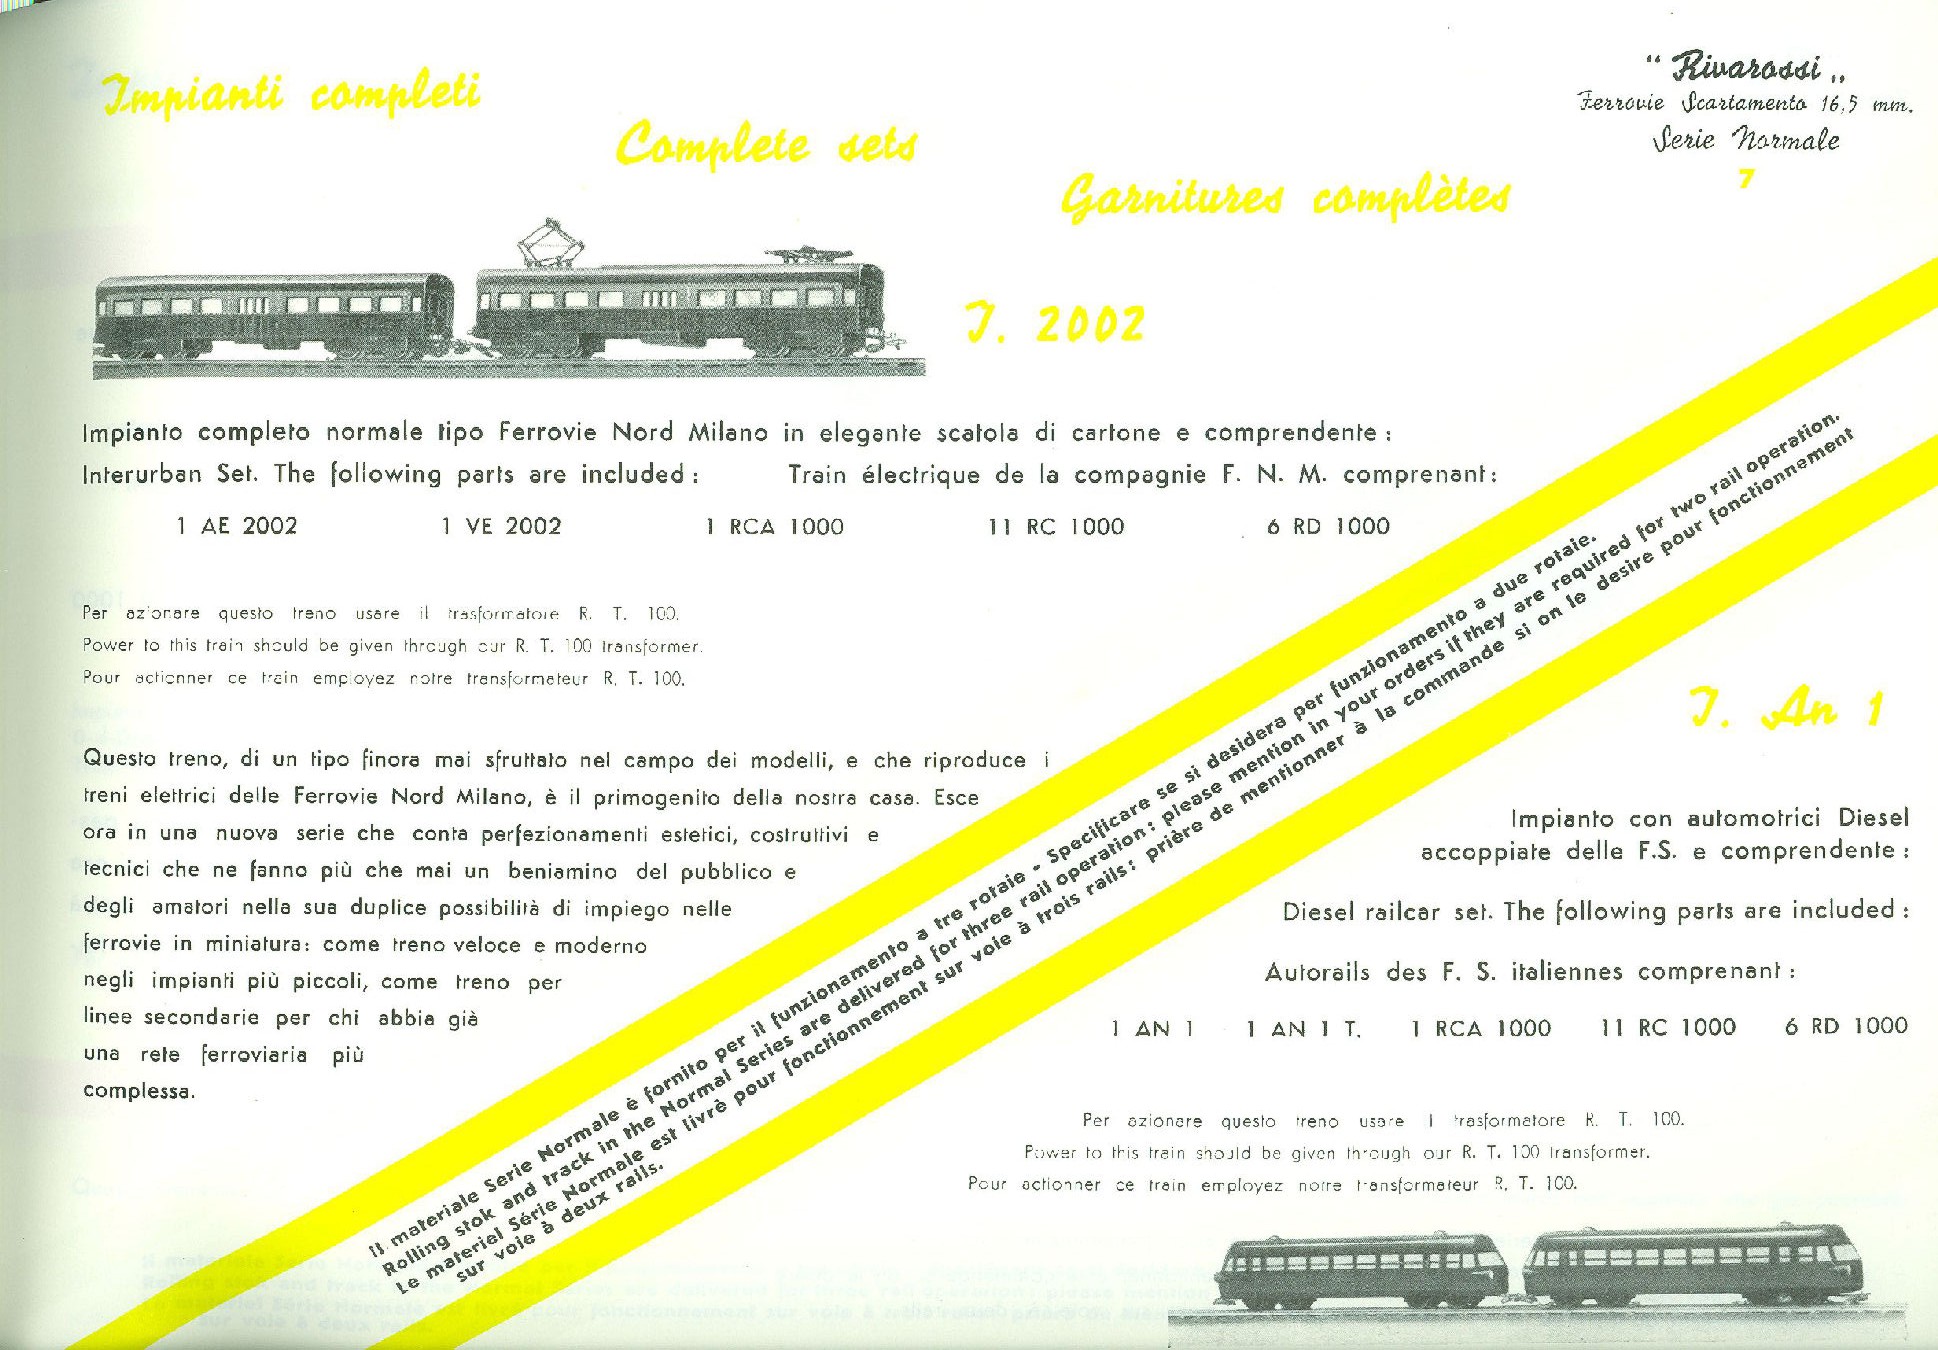 Impianti completi
Complete sets
Garnitures complètes
" Rivarossi „
Ferrovie Scartamento 16,5 mm.
Serie Normale
7
T. 2002
Impianto completo normale tipo Ferrovie Nord Milano in elegante scatola di cartone e comprendente :
Interurban Set. The following parts are included : Train électrique de la compagnie F. N. M. comprenant :
1 AE 2002 1 VE 2002 1 RCA 1000 11 RC 1000 6 RD 1000
Per azionare questo treno usare il trasformatore R. T. 100.
Power to this train should be given through our R. T. 100 transformer.
Pour actionner ce train employez notre transformateur R. T. 100.
Questo treno, di un tipo finora mai sfruttato nel campo dei modelli, e che riproduce i
treni elettrici delle Ferrovie Nord Milano, è il primogenito della nostra casa. Esce
ora in una nuova serie che conta perfezionamenti estetici, costruttivi e
tecnici che ne fanno più che mai un beniamino del pubblico e
degli amatori nella sua duplice possibilità di impiego nelle
ferrovie in miniatura: come treno veloce e moderno
negli impianti più piccoli, come treno per
linee secondarie per chi abbia già
una rete ferroviaria più
complessa.
Il materiale Serie Normale è fornito per il funzionamento a tre rotaie - Specificare se si desidera per funzionamento a due rotaie.
Rolling stok and track in the Normal Series are delivered for three rail operation : please mention in your orders if they are required for two rail operation.
Le materiel Série Normale est livrè pour fonctionnement sur voie à trois rails : prière de mentionner à la commande si on le desire pour fonctionnement
sur voie à deux rails.
T. An 1
Impianto con automotrici Diesel
accoppiate delle F.S. e comprendente :
Diesel railcar set. The following parts are included :
Autorails des F. S. italiennes comprenant :
1 AN 1 1 AN 1 T. 1 RCA 1000 11 RC 1000 6 RD 1000
Per azionare questo treno usare l trasformatore R. T. 100.
Power to this train should be given through our R. T. 100 transformer.
Pour actionner ce train employez notre transformateur R. T. 100.